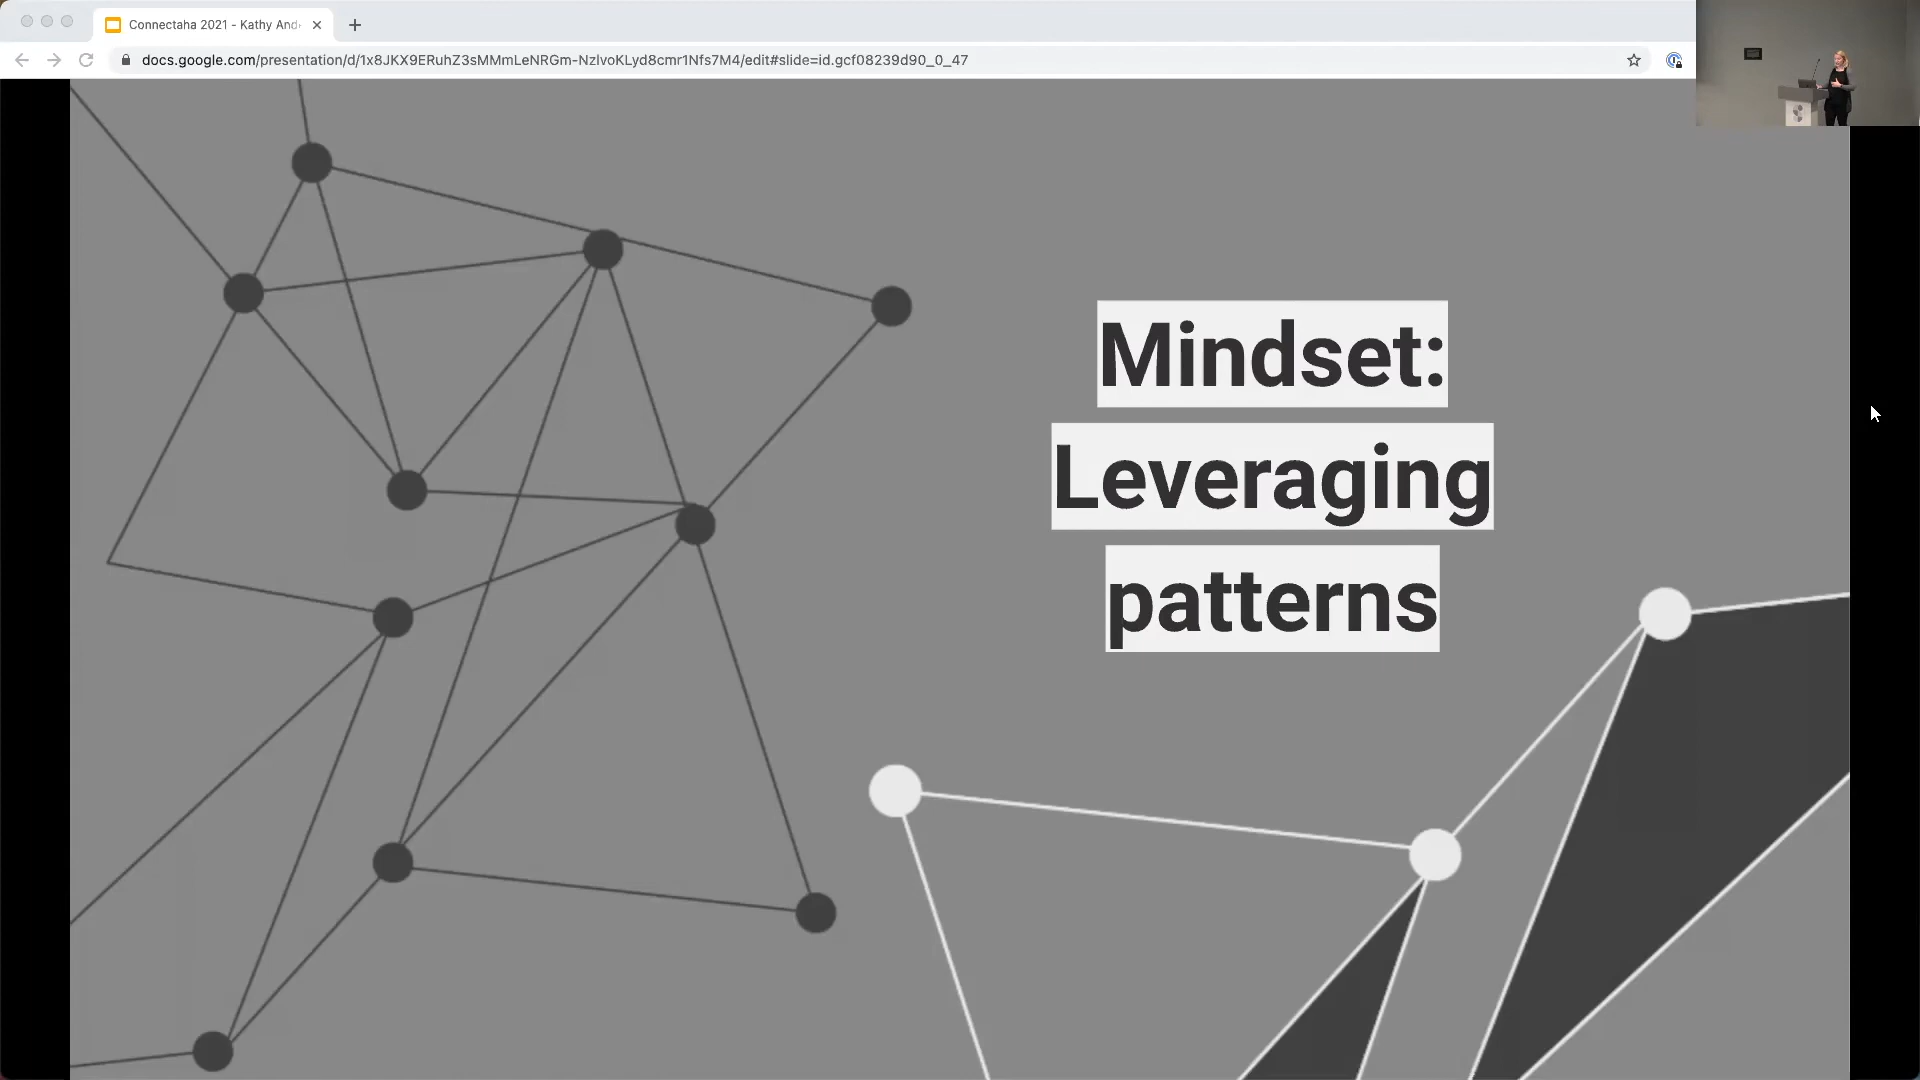 Connectaha 2021 - Kathy And
docs.google.com/presentation/d/1x8JKX9ERuhZ3sMMmLeNRGm-NzlvoKLyd8cmr1Nfs7M4/edit#slide=id.gcf08239d90_0_47
Mindset:
Leveraging
patterns